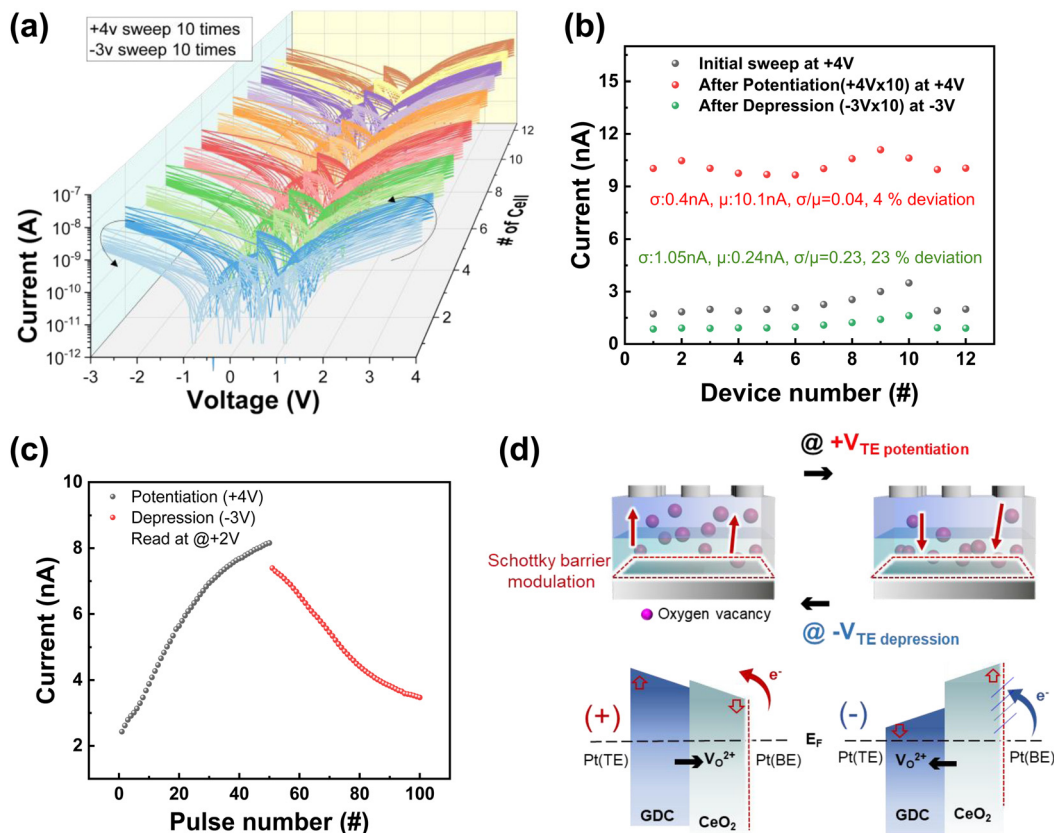 (a)
+4v sweep 10 times
-3v sweep 10 times
10⁻⁷
10⁻⁸
10⁻⁹
10⁻¹⁰
10⁻¹¹
10⁻¹²
Current (A)
-3 -2 -1 0 1 2 3 4
Voltage (V)
2
4
6
8
10
12
# of Cell
(b)
Initial sweep at +4V
After Potentiation(+4Vx10) at +4V
After Depression (-3Vx10) at -3V
σ:0.4nA, μ:10.1nA, σ/μ=0.04, 4 % deviation
σ:1.05nA, μ:0.24nA, σ/μ=0.23, 23 % deviation
15
12
9
6
3
0
Current (nA)
0 2 4 6 8 10 12
Device number (#)
(c)
Potentiation (+4V)
Depression (-3V)
Read at @+2V
10
8
6
4
2
Current (nA)
0 20 40 60 80 100
Pulse number (#)
(d)
@ +V_TE potentiation
Schottky barrier
modulation
Oxygen vacancy
@ -V_TE depression
e⁻
(+)
Pt(TE)
V_O²⁺
Pt(BE)
GDC
CeO₂
E_F
e⁻
(-)
Pt(TE)
V_O²⁺
Pt(BE)
GDC
CeO₂